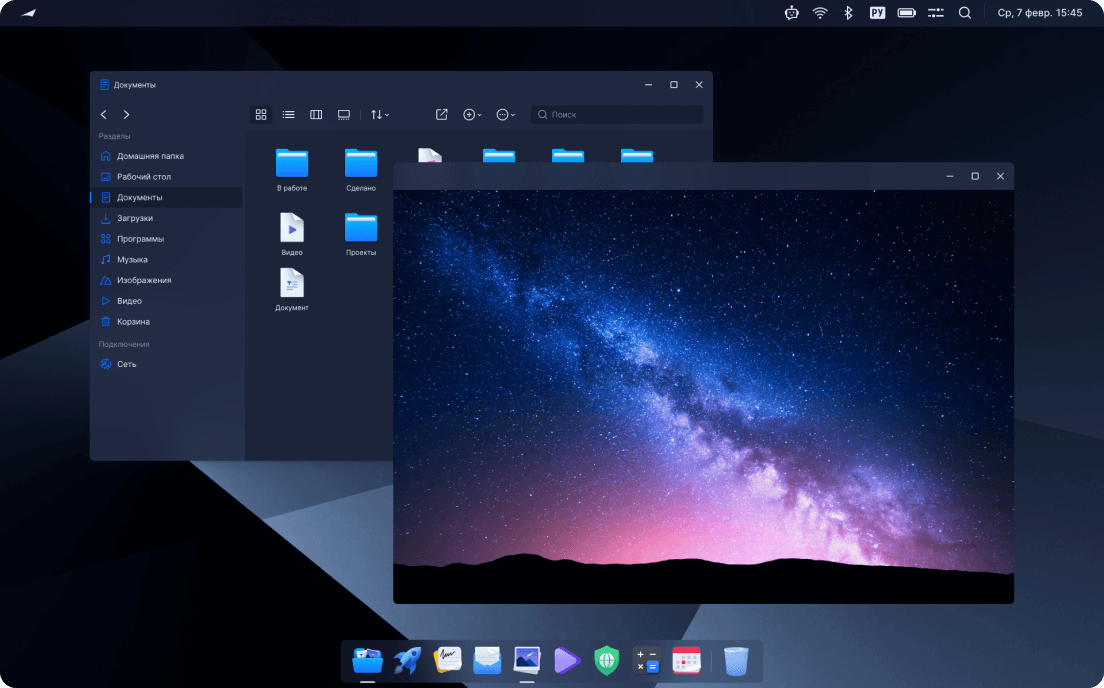 РУ
Ср, 7 февр. 15:45
Документы
Поиск
Разделы
Домашняя папка
Рабочий стол
Документы
Загрузки
Программы
Музыка
Изображения
Видео
Корзина
Подключения
Сеть
В работе
Сделано
Видео
Проекты
Документ